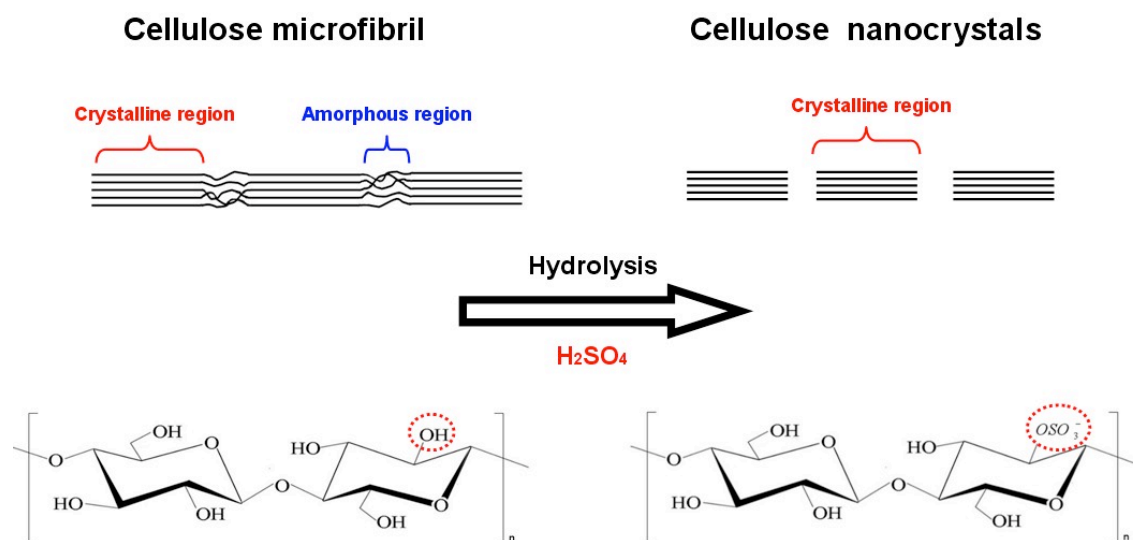 Cellulose microfibril
Cellulose nanocrystals
Crystalline region
Amorphous region
Crystalline region
Hydrolysis
H₂SO₄
OH
O
HO
OH
O
HO
OH
O
OH
O
n
OH
O
HO
OH
O
HO
OSO₃⁻
O
OH
O
n